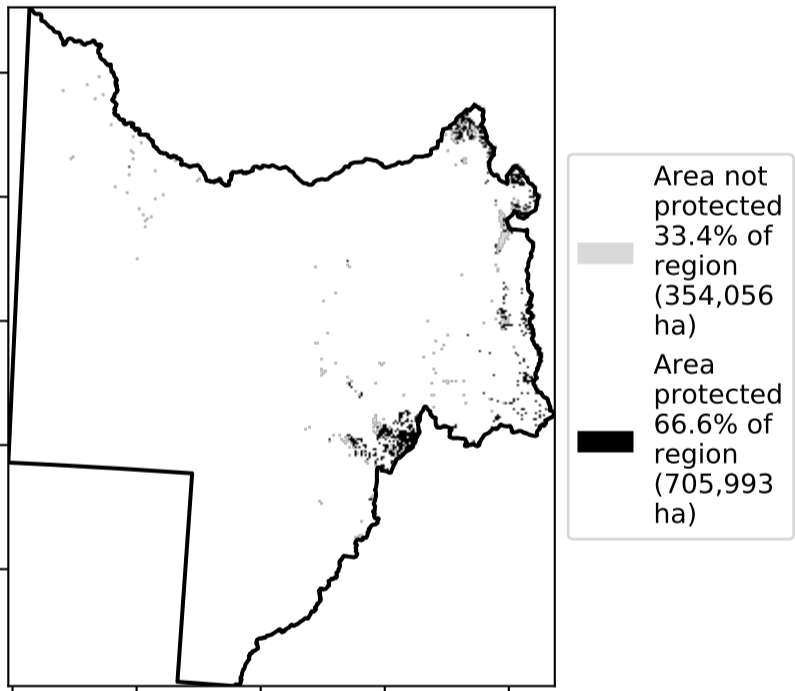 Area not
protected
33.4% of
region
(354,056
ha)
Area
protected
66.6% of
region
(705,993
ha)